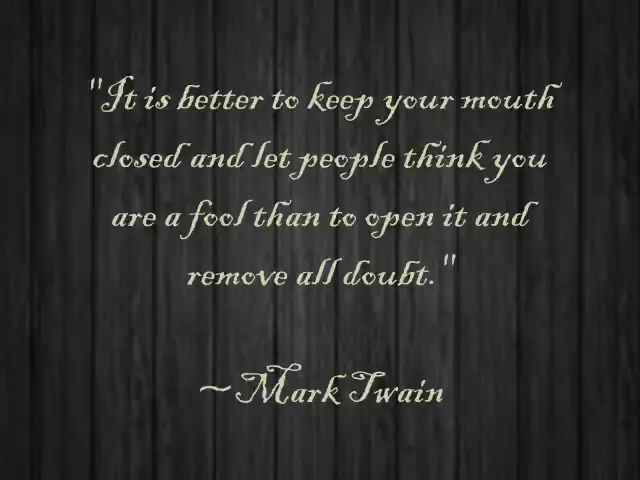 "It is better to keep your mouth
closed and let people think you
are a fool than to open it and
remove all doubt."
~Mark Twain